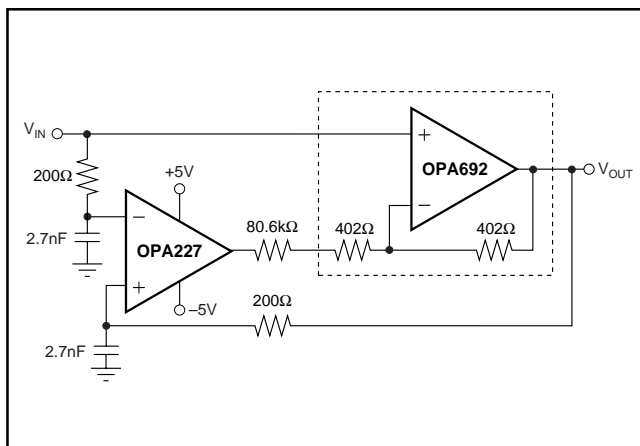 V_IN
+
OPA692
V_OUT
−
200Ω
+5V
402Ω
402Ω
80.6kΩ
−
2.7nF
OPA227
+
−5V
200Ω
2.7nF